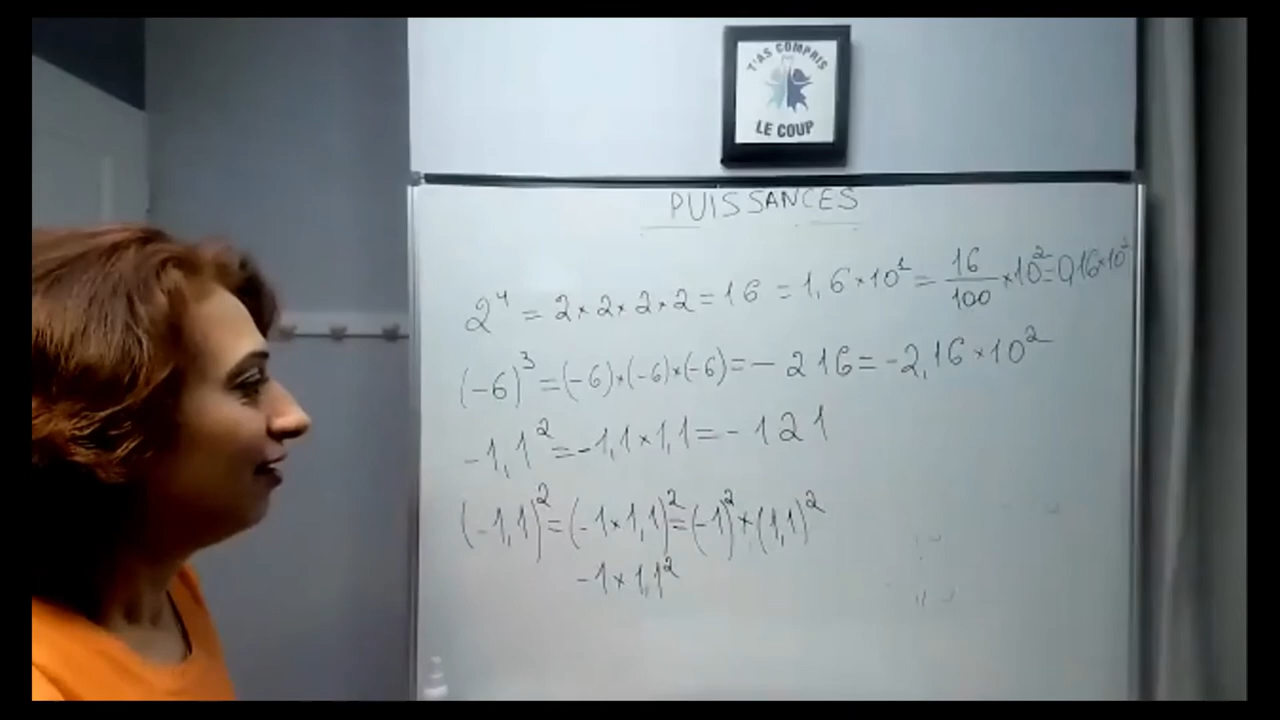 T'AS COMPRIS
LE COUP
PUISSANCES
2⁴ = 2×2×2×2 = 16 = 1,6×10¹ = 16/100 ×10² = 0,16×10²
(-6)³ = (-6)×(-6)×(-6) = - 216 = -2,16×10²
-1,1² = -1,1×1,1 = - 121
(-1,1)² = (-1×1,1)² = (-1)² × (1,1)²
-1×1,1²